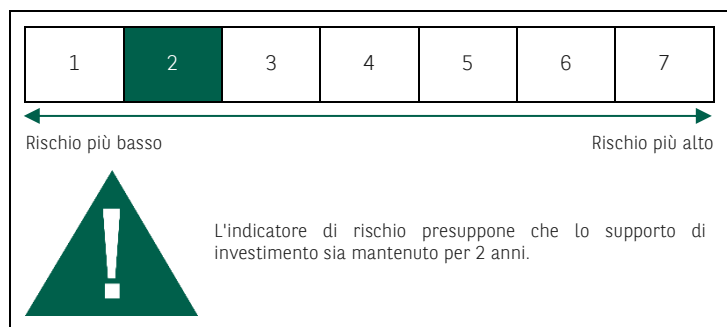 1 2 3 4 5 6 7
Rischio più basso Rischio più alto
!
L'indicatore di rischio presuppone che lo supporto di
investimento sia mantenuto per 2 anni.